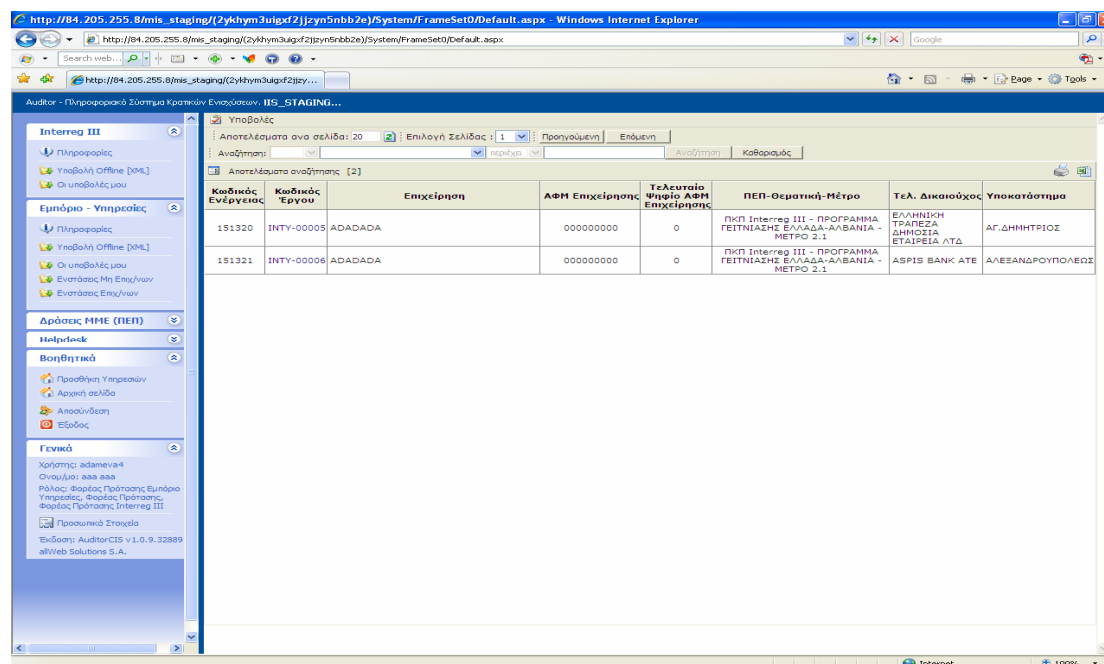 http://84.205.255.8/mis_staging/(2ykhym3uigxf2jjzyn5nbb2e)/System/FrameSet0/Default.aspx - Windows Internet Explorer
http://84.205.255.8/mis_staging/(2ykhym3uigxf2jjzyn5nbb2e)/System/FrameSet0/Default.aspx
Google
Search web...
http://84.205.255.8/mis_staging/(2ykhym3uigxf2jjzy...
Page
Tools
Auditor - Πληροφοριακό Σύστημα Κρατικών Ενισχύσεων. IIS_STAGING...
Interreg III
Πληροφορίες
Υποβολή Offline [XML]
Οι υποβολές μου
Εμπόριο - Υπηρεσίες
Πληροφορίες
Υποβολή Offline [XML]
Οι υποβολές μου
Ενστάσεις Μη Επιχ/νων
Ενστάσεις Επιχ/νων
Δράσεις ΜΜΕ (ΠΕΠ)
Helpdesk
Βοηθητικά
Προσθήκη Υπηρεσιών
Αρχική σελίδα
Αποσύνδεση
Έξοδος
Γενικά
Χρήστης: adameva4
Ονομ/μο: aaa aaa
Ρόλος: Φορέας Πρότασης Εμπόριο
Υπηρεσίες, Φορέας Πρότασης,
Φορέας Πρότασης Interreg III
Προσωπικά Στοιχεία
Έκδοση: AuditorCIS v1.0.9.32889
allWeb Solutions S.A.
Υποβολές
Αποτελέσματα ανα σελίδα: 20 Επιλογή Σελίδας : 1 Προηγούμενη Επόμενη
Αναζήτηση: περιέχει Αναζήτηση Καθαρισμός
Αποτελέσματα αναζήτησης [2]
Κωδικός Ενέργειας Κωδικός Έργου Επιχείρηση ΑΦΜ Επιχείρησης Τελευταίο Ψηφίο ΑΦΜ Επιχείρησης ΠΕΠ-Θεματική-Μέτρο Τελ. Δικαιούχος Υποκατάστημα
151320 INTY-00005 ADADADA 000000000 0 ΠΚΠ Interreg III - ΠΡΟΓΡΑΜΜΑ ΓΕΙΤΝΙΑΣΗΣ ΕΛΛΑΔΑ-ΑΛΒΑΝΙΑ - ΜΕΤΡΟ 2.1 ΕΛΛΗΝΙΚΗ ΤΡΑΠΕΖΑ ΔΗΜΟΣΙΑ ΕΤΑΙΡΕΙΑ ΛΤΔ ΑΓ.ΔΗΜΗΤΡΙΟΣ
151321 INTY-00006 ADADADA 000000000 0 ΠΚΠ Interreg III - ΠΡΟΓΡΑΜΜΑ ΓΕΙΤΝΙΑΣΗΣ ΕΛΛΑΔΑ-ΑΛΒΑΝΙΑ - ΜΕΤΡΟ 2.1 ASPIS BANK ΑΤΕ ΑΛΕΞΑΝΔΡΟΥΠΟΛΕΩΣ
Internet
100%